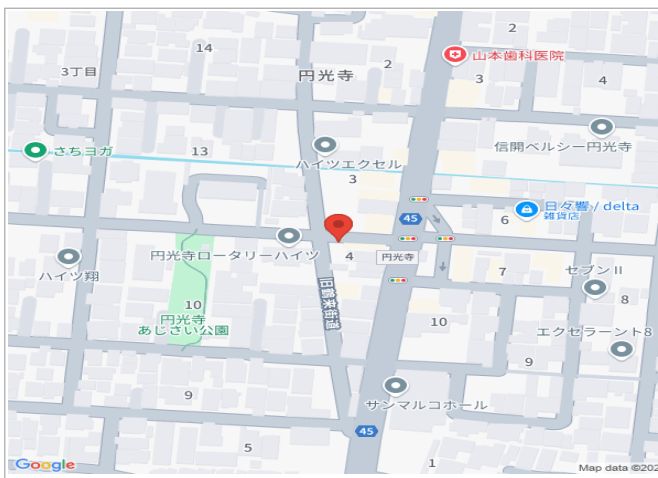 2
14
山本歯科医院
3丁目
円光寺
2
3
4
信開ベルシー円光寺
さちヨガ
13
ハイツエクセル
3
45
6
日々響 / delta
雑貨店
円光寺ロータリーハイツ
4
円光寺
7
セブンⅡ
ハイツ翔
旧鶴来街道
10
円光寺
あじさい公園
8
10
エクセラーント8
9
9
サンマルコホール
45
5
1
Google
Map data ©202